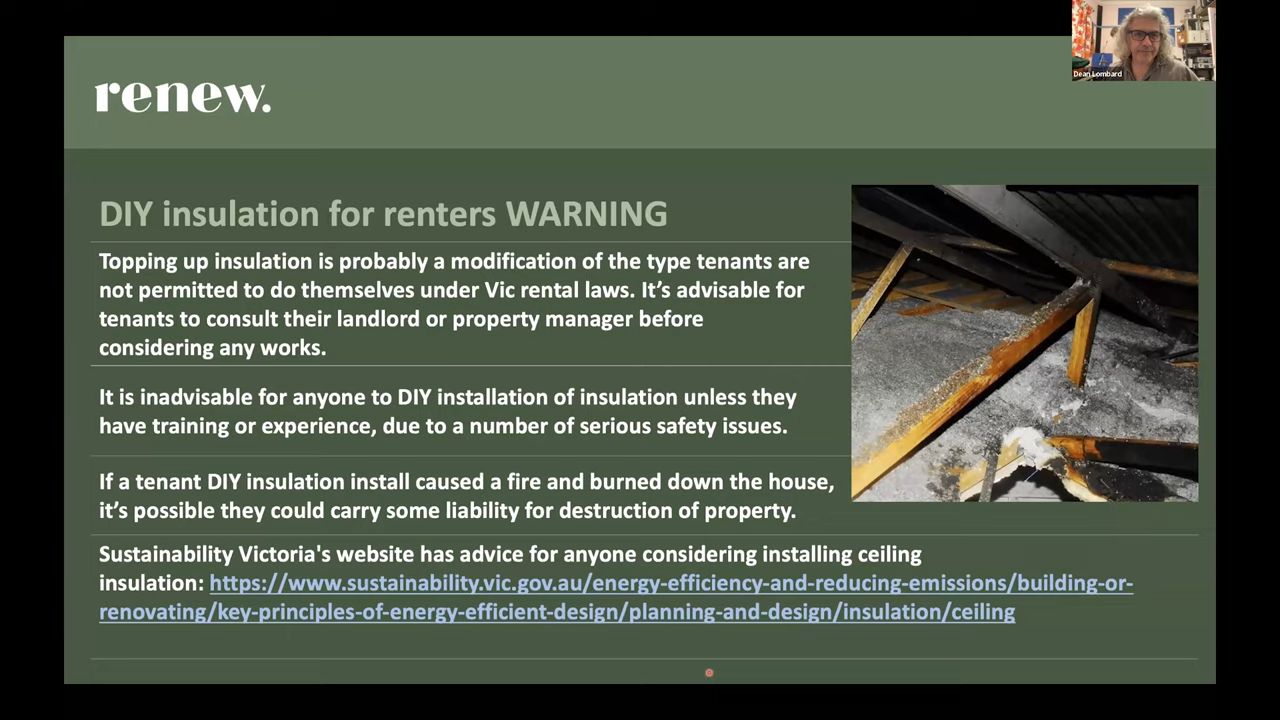 Dean Lombard
renew.
DIY insulation for renters WARNING
Topping up insulation is probably a modification of the type tenants are
not permitted to do themselves under Vic rental laws. It’s advisable for
tenants to consult their landlord or property manager before
considering any works.
It is inadvisable for anyone to DIY installation of insulation unless they
have training or experience, due to a number of serious safety issues.
If a tenant DIY insulation install caused a fire and burned down the house,
it’s possible they could carry some liability for destruction of property.
Sustainability Victoria's website has advice for anyone considering installing ceiling
insulation: https://www.sustainability.vic.gov.au/energy-efficiency-and-reducing-emissions/building-or-
renovating/key-principles-of-energy-efficient-design/planning-and-design/insulation/ceiling